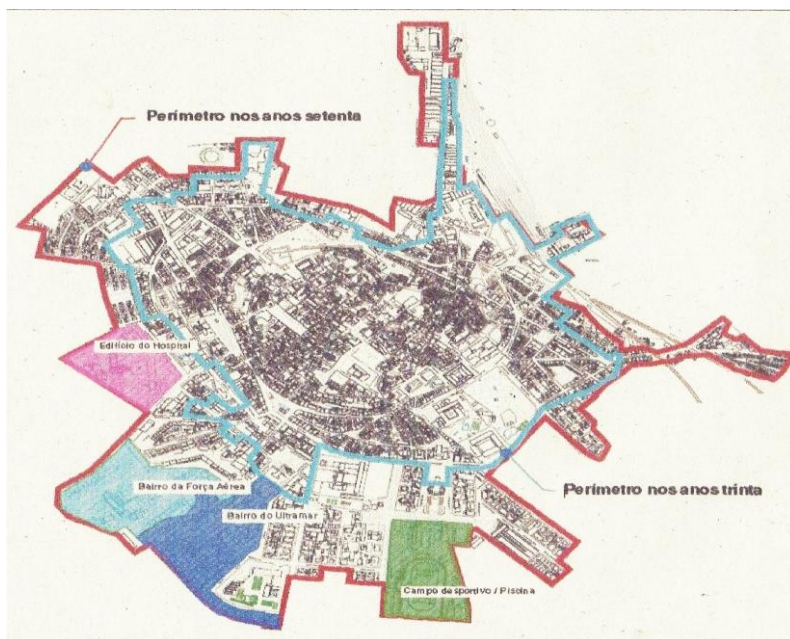 Perímetro nos anos setenta
Edifício do Hospital
Bairro da Força Aérea
Perímetro nos anos trinta
Bairro do Ultramar
Campo desportivo / Piscina